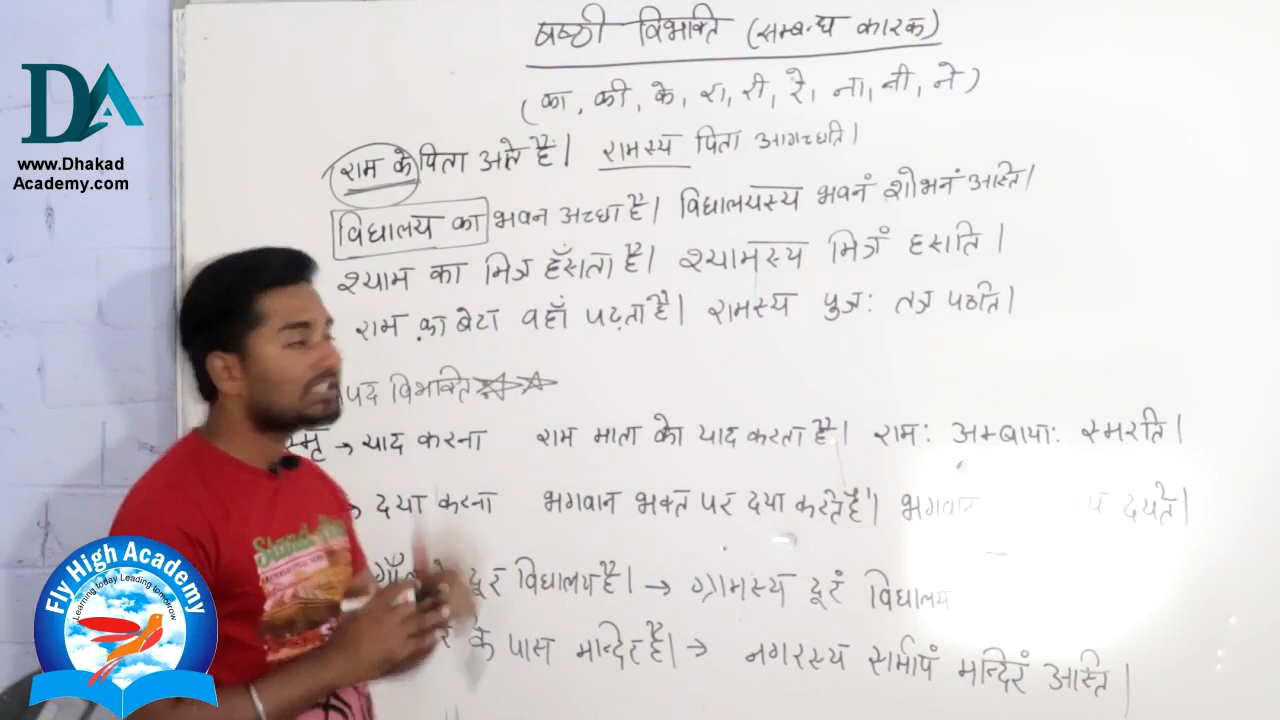 षष्ठी विभक्ति (सम्बन्ध कारक)
(का, की, के, रा, री, रे, ना, नी, ने)
राम के पिता आते हैं। रामस्य पिता आगच्छति।
विद्यालय का भवन अच्छा है। विद्यालयस्य भवनं शोभनं अस्ति।
श्याम का मित्र हँसता है। श्यामस्य मित्रं हसति।
राम का बेटा वहाँ पढ़ता है। रामस्य पुत्रः तत्र पठति।
पद विभक्ति
स्मृ → याद करना राम माता को याद करता है। रामः अम्बायाः स्मरति।
→ दया करना भगवान भक्त पर दया करते हैं। भगवान दयते।
दूर विद्यालय है। → ग्रामस्य दूरं विद्यालय
के पास मन्दिर है। → नगरस्य समीपं मन्दिरं अस्ति।
DA
www.Dhakad
Academy.com
Fly High Academy
Learning today Leading tomorrow